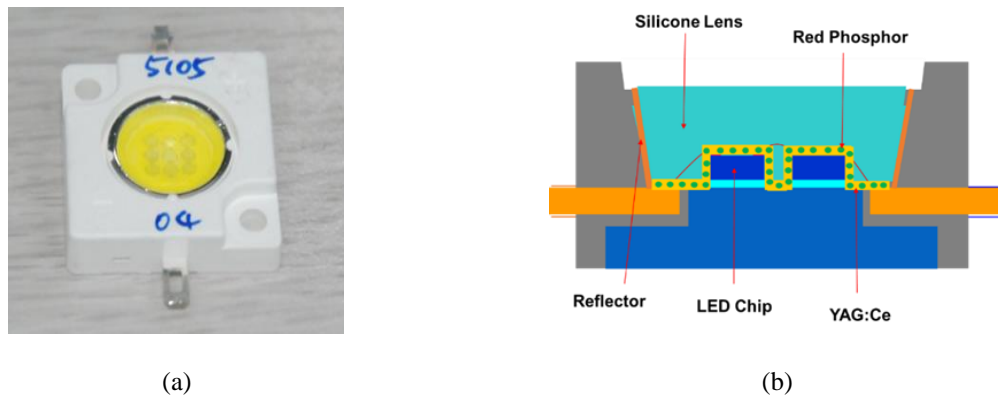 5105
04
Silicone Lens
Red Phosphor
Reflector
LED Chip
YAG:Ce
(a)
(b)